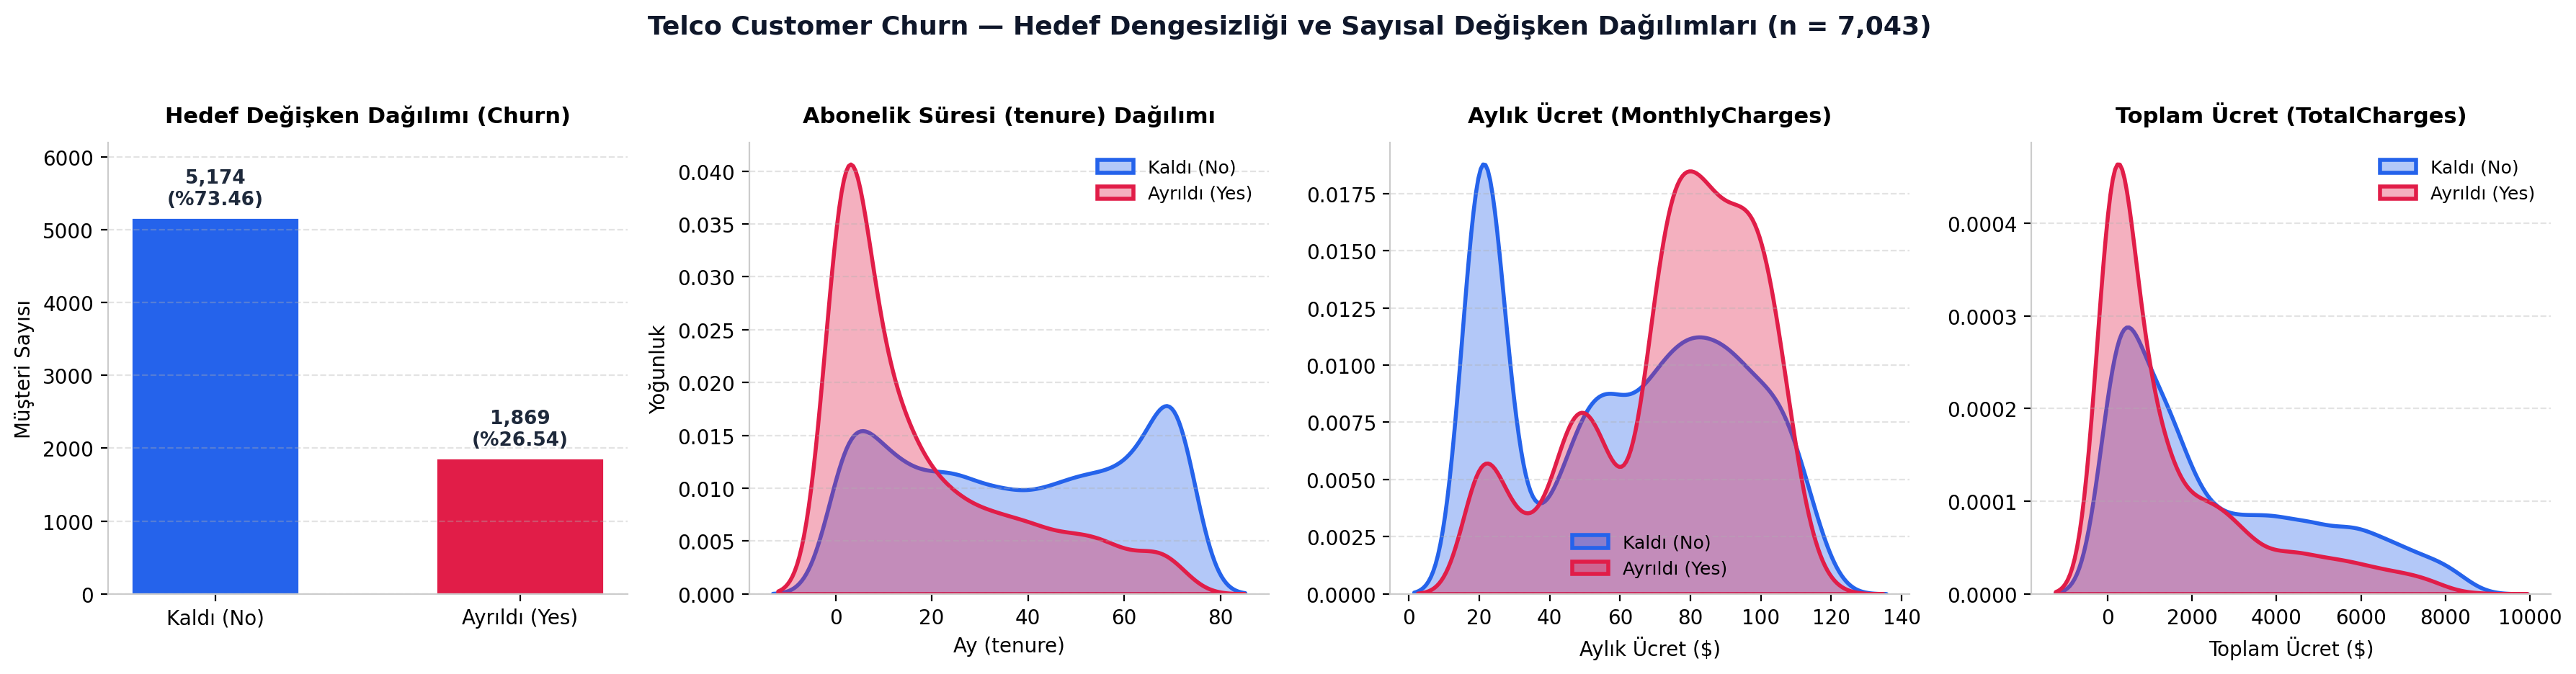 Telco Customer Churn — Hedef Dengesizliği ve Sayısal Değişken Dağılımları (n = 7,043)
Hedef Değişken Dağılımı (Churn)
Müşteri Sayısı
6000
5000
4000
3000
2000
1000
0
5,174
(%73.46)
1,869
(%26.54)
Kaldı (No)
Ayrıldı (Yes)
Abonelik Süresi (tenure) Dağılımı
Yoğunluk
0.040
0.035
0.030
0.025
0.020
0.015
0.010
0.005
0.000
Kaldı (No)
Ayrıldı (Yes)
0 20 40 60 80
Ay (tenure)
Aylık Ücret (MonthlyCharges)
0.0175
0.0150
0.0125
0.0100
0.0075
0.0050
0.0025
0.0000
Kaldı (No)
Ayrıldı (Yes)
0 20 40 60 80 100 120 140
Aylık Ücret ($)
Toplam Ücret (TotalCharges)
0.0004
0.0003
0.0002
0.0001
0.0000
Kaldı (No)
Ayrıldı (Yes)
0 2000 4000 6000 8000 10000
Toplam Ücret ($)